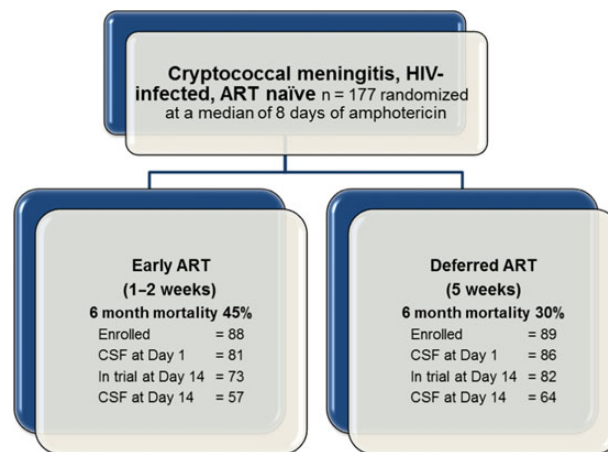 Cryptococcal meningitis, HIV-
infected, ART naïve n = 177 randomized
at a median of 8 days of amphotericin
Early ART
(1–2 weeks)
6 month mortality 45%
Enrolled = 88
CSF at Day 1 = 81
In trial at Day 14 = 73
CSF at Day 14 = 57
Deferred ART
(5 weeks)
6 month mortality 30%
Enrolled = 89
CSF at Day 1 = 86
In trial at Day 14 = 82
CSF at Day 14 = 64